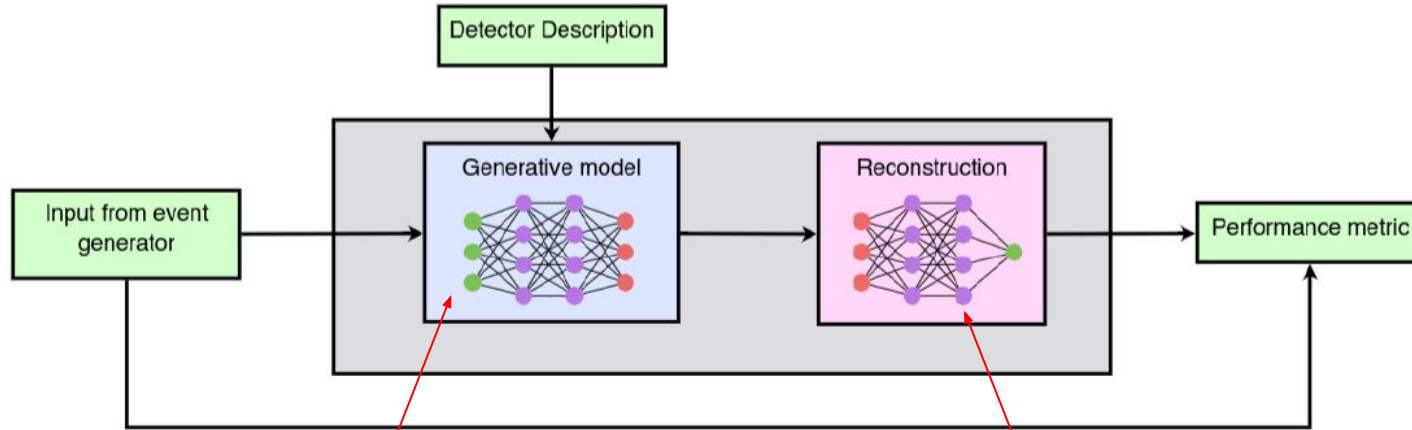 Detector Description
Generative model
Reconstruction
Input from event
generator
Performance metric